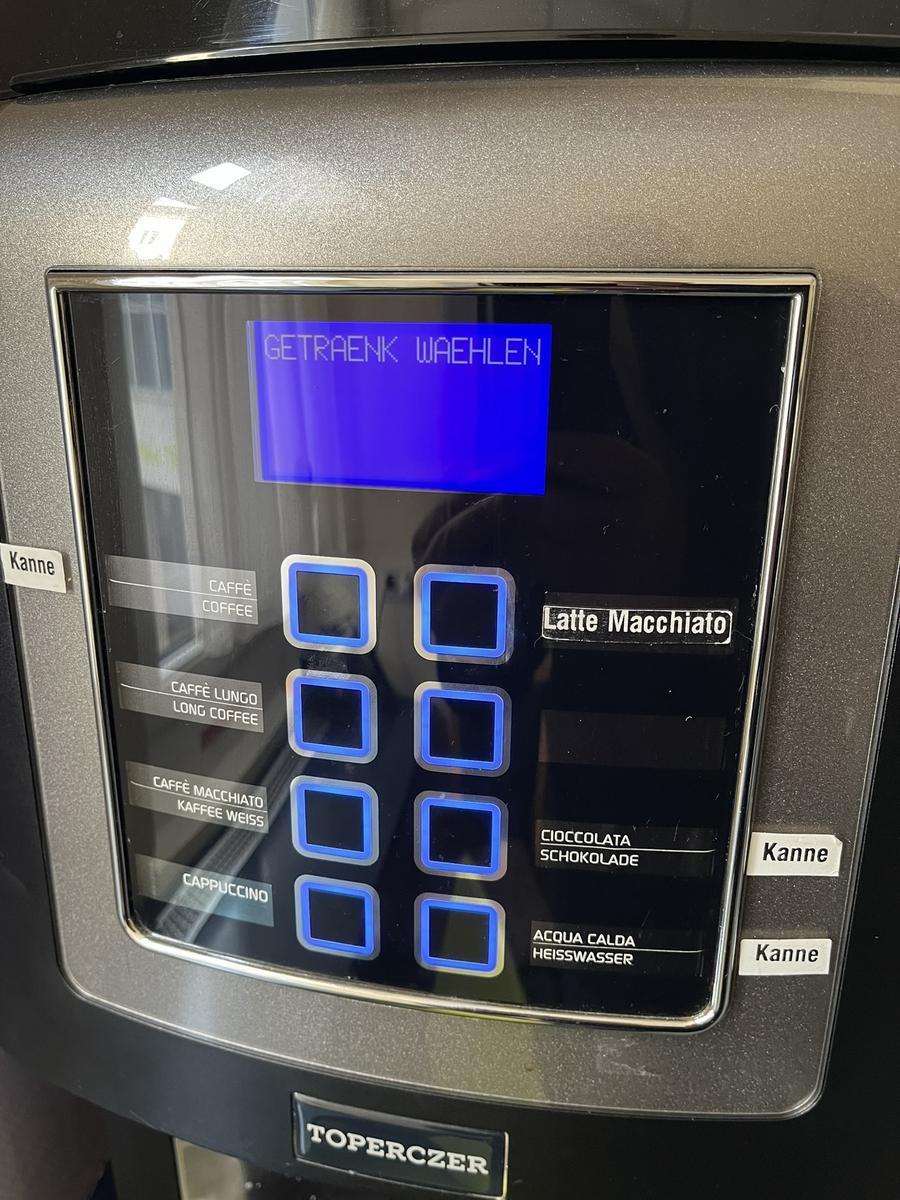 GETRAENK WAEHLEN
Kanne
CAFFÈ
COFFEE
Latte Macchiato
CAFFÈ LUNGO
LONG COFFEE
CAFFÈ MACCHIATO
KAFFEE WEISS
CIOCCOLATA
SCHOKOLADE
Kanne
CAPPUCCINO
ACQUA CALDA
HEISSWASSER
Kanne
TOPERCZER